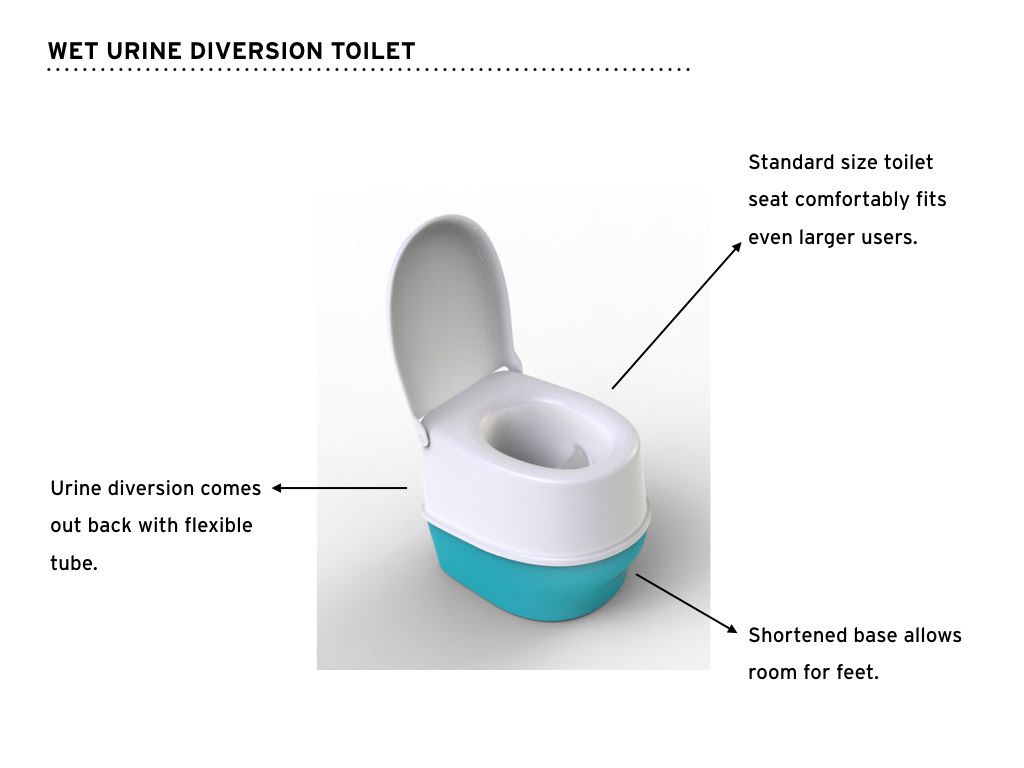 WET URINE DIVERSION TOILET
Standard size toilet
seat comfortably fits
even larger users.
Urine diversion comes
out back with flexible
tube.
Shortened base allows
room for feet.